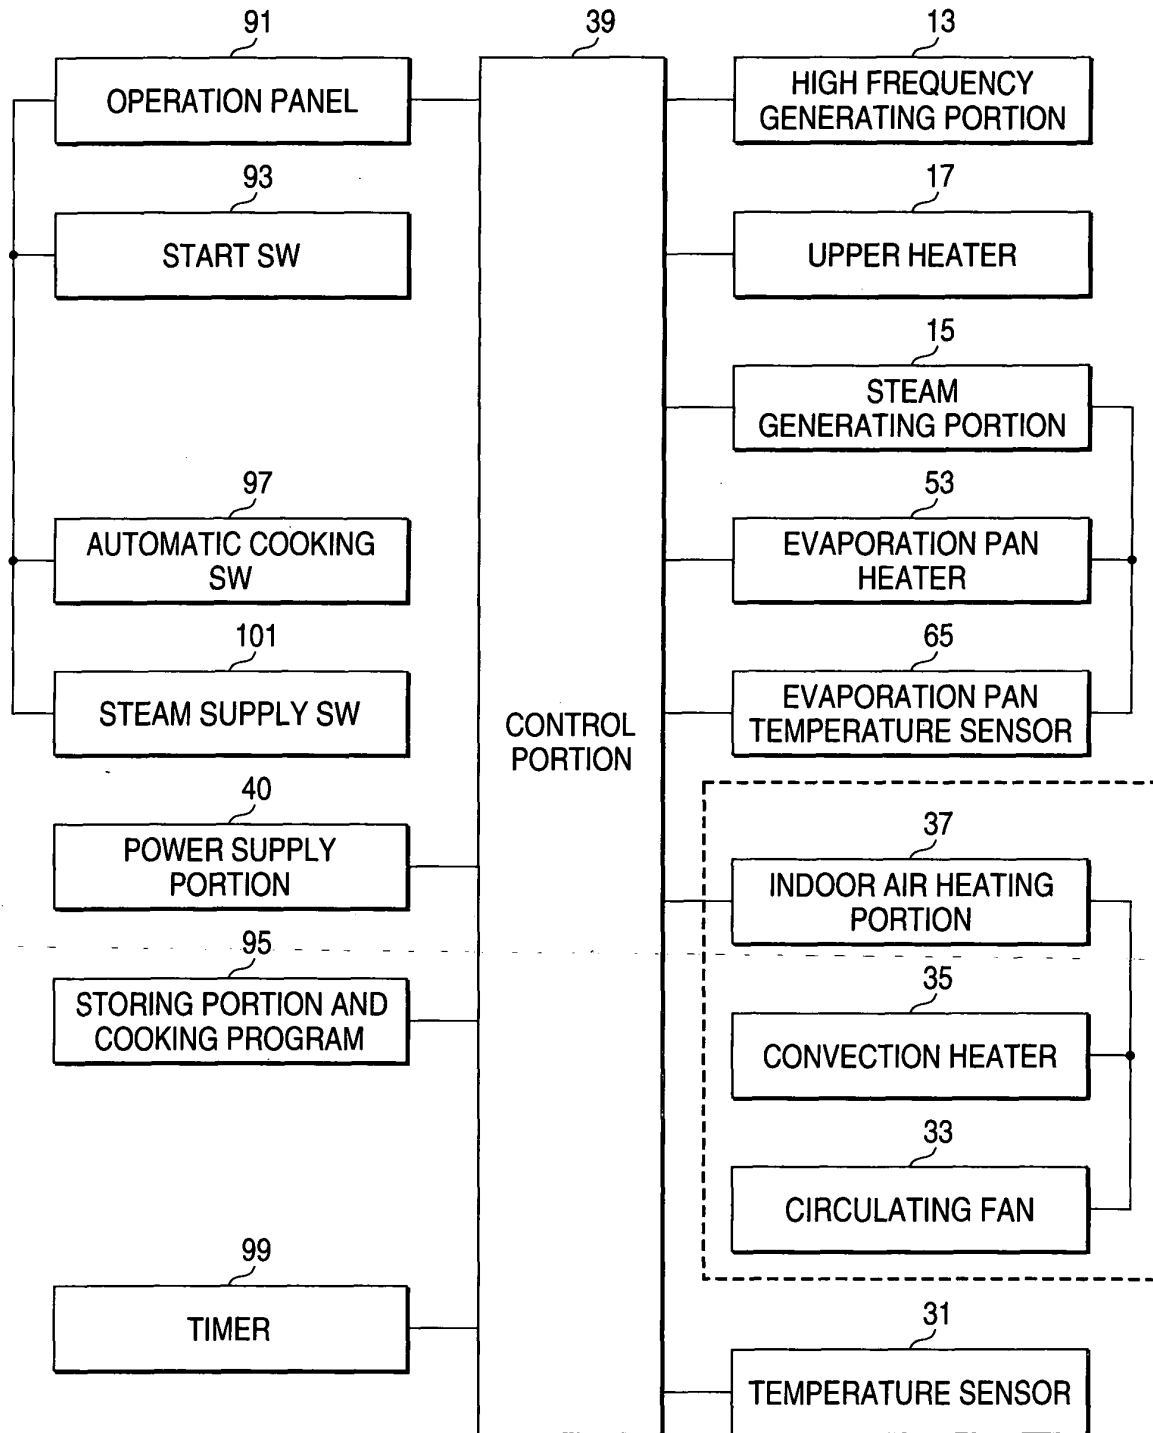 91
OPERATION PANEL
93
START SW
97
AUTOMATIC COOKING
SW
101
STEAM SUPPLY SW
40
POWER SUPPLY
PORTION
95
STORING PORTION AND
COOKING PROGRAM
99
TIMER
39
CONTROL
PORTION
13
HIGH FREQUENCY
GENERATING PORTION
17
UPPER HEATER
15
STEAM
GENERATING PORTION
53
EVAPORATION PAN
HEATER
65
EVAPORATION PAN
TEMPERATURE SENSOR
37
INDOOR AIR HEATING
PORTION
35
CONVECTION HEATER
33
CIRCULATING FAN
31
TEMPERATURE SENSOR